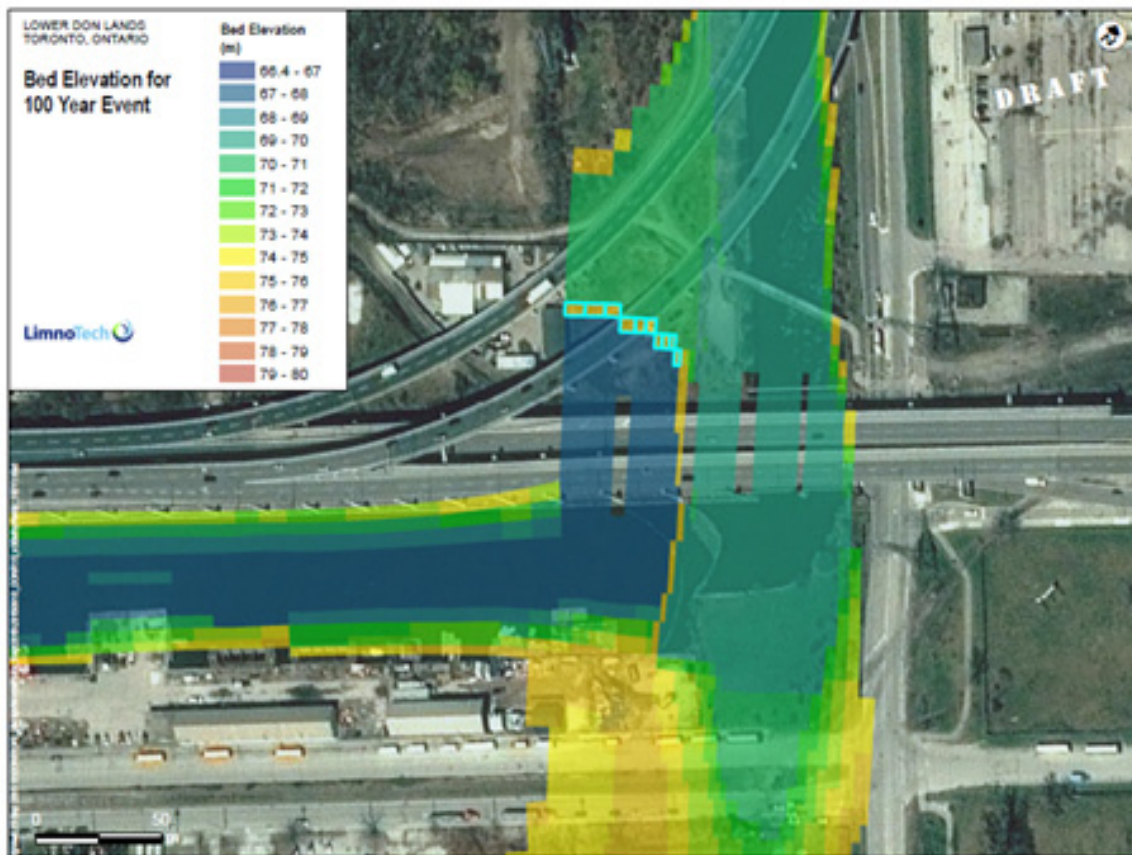 LOWER DON LANDS
TORONTO, ONTARIO
Bed Elevation for
100 Year Event
Bed Elevation
(m)
66.4 - 67
67 - 68
68 - 69
69 - 70
70 - 71
71 - 72
72 - 73
73 - 74
74 - 75
75 - 76
76 - 77
77 - 78
78 - 79
79 - 80
LimnoTech
DRAFT
0
50